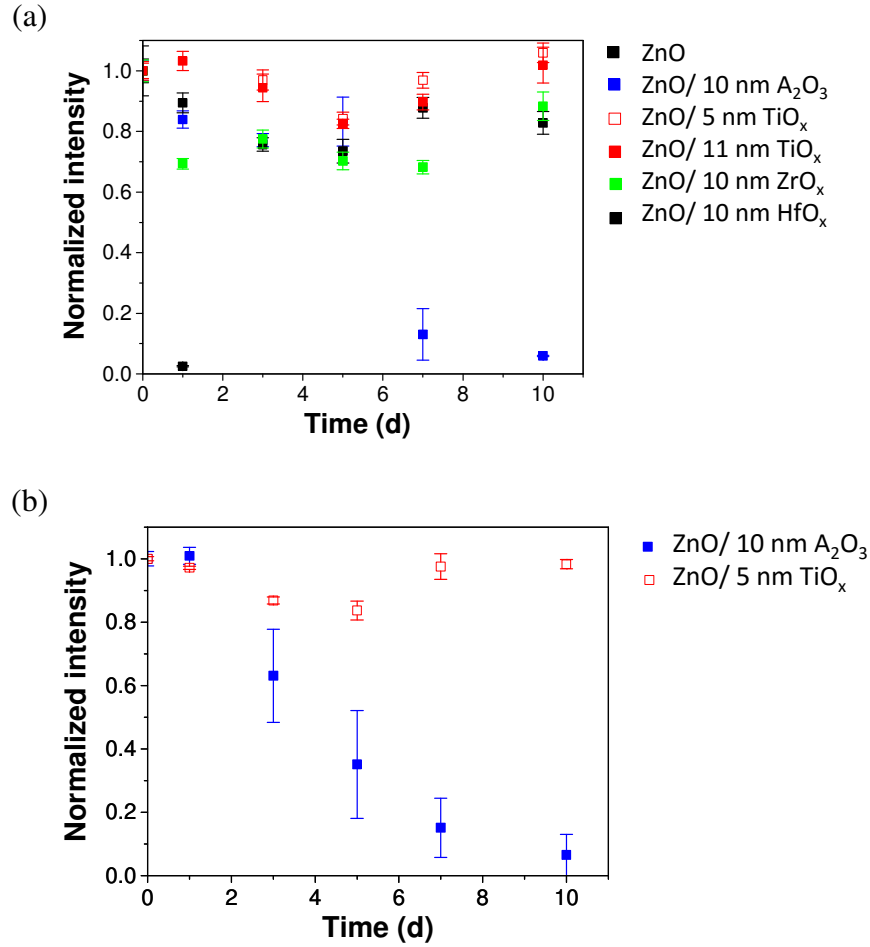 (a)
ZnO
ZnO/ 10 nm A₂O₃
ZnO/ 5 nm TiOₓ
ZnO/ 11 nm TiOₓ
ZnO/ 10 nm ZrOₓ
ZnO/ 10 nm HfOₓ
Normalized intensity
1.0
0.8
0.6
0.4
0.2
0.0
0 2 4 6 8 10
Time (d)
(b)
ZnO/ 10 nm A₂O₃
ZnO/ 5 nm TiOₓ
Normalized intensity
1.0
0.8
0.6
0.4
0.2
0.0
0 2 4 6 8 10
Time (d)